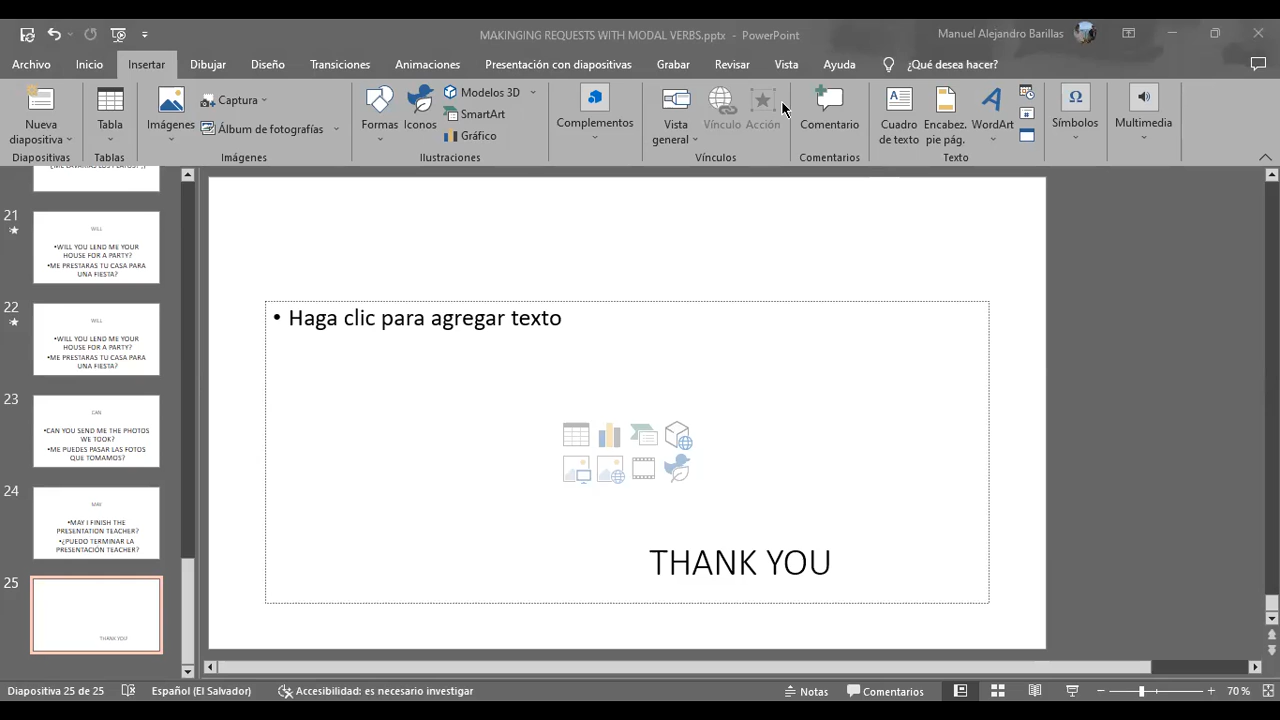 MAKINGING REQUESTS WITH MODAL VERBS.pptx - PowerPoint
Manuel Alejandro Barillas
Archivo Inicio Insertar Dibujar Diseño Transiciones Animaciones Presentación con diapositivas Grabar Revisar Vista Ayuda ¿Qué desea hacer?
Nueva diapositiva
Diapositivas
Tabla
Tablas
Imágenes
Captura
Álbum de fotografías
Imágenes
Formas
Iconos
Modelos 3D
SmartArt
Gráfico
Ilustraciones
Complementos
Vista general
Vínculo
Acción
Vínculos
Comentario
Comentarios
Cuadro de texto
Encabez. pie pág.
WordArt
Texto
Ω
Símbolos
Multimedia
21
WILL
•WILL YOU LEND ME YOUR
HOUSE FOR A PARTY?
•ME PRESTARAS TU CASA PARA
UNA FIESTA?
22
WILL
•WILL YOU LEND ME YOUR
HOUSE FOR A PARTY?
•ME PRESTARAS TU CASA PARA
UNA FIESTA?
23
CAN
•CAN YOU SEND ME THE PHOTOS
WE TOOK?
•ME PUEDES PASAR LAS FOTOS
QUE TOMAMOS?
24
MAY
•MAY I FINISH THE
PRESENTATION TEACHER?
•¿PUEDO TERMINAR LA
PRESENTACIÓN TEACHER?
25
THANK YOU
• Haga clic para agregar texto
THANK YOU
Diapositiva 25 de 25
Español (El Salvador)
Accesibilidad: es necesario investigar
Notas
Comentarios
70 %